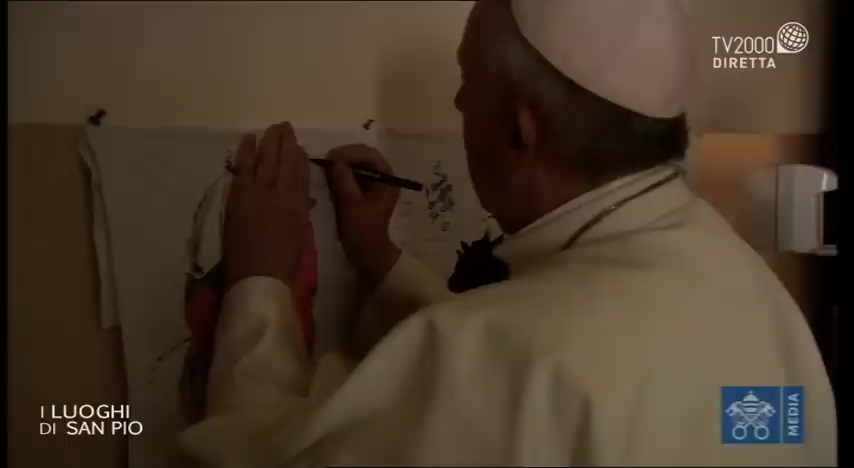 TV2000
DIRETTA
I LUOGHI
DI SAN PIO
MEDIA